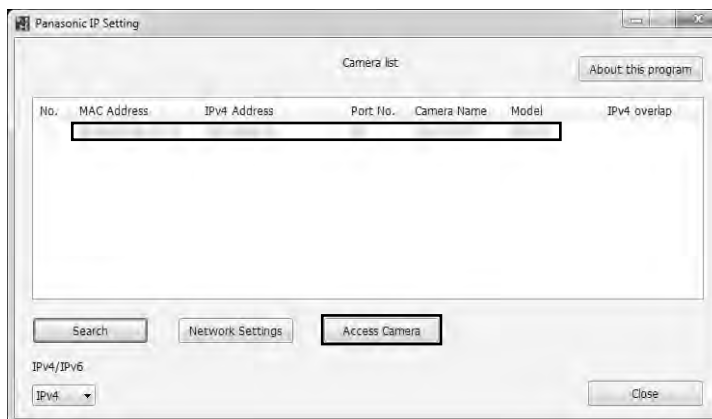 Panasonic IP Setting
Camera list
About this program
No. MAC Address IPv4 Address Port No. Camera Name Model IPv4 overlap
Search Network Settings Access Camera
IPv4/IPv6
IPv4 Close